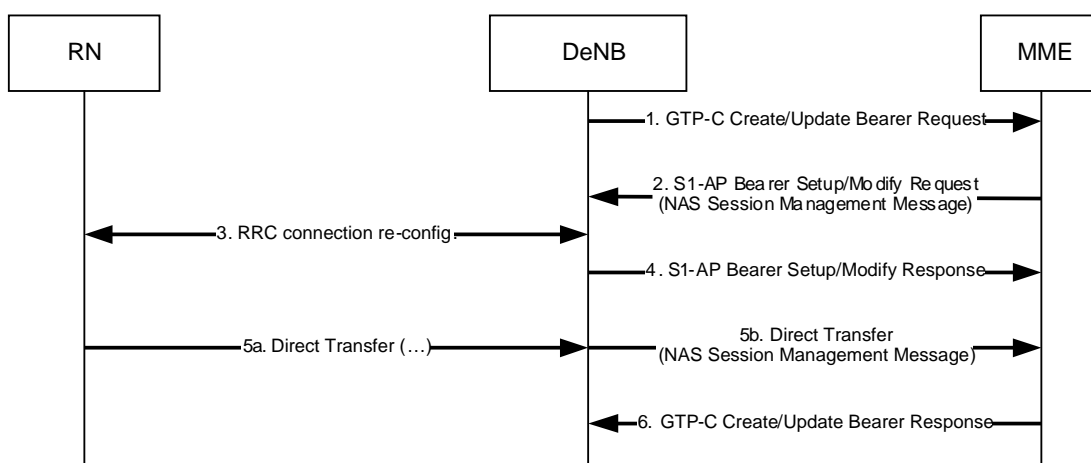 RN
DeNB
MME
1. GTP-C Create/Update Bearer Request
2. S1-AP Bearer Setup/Modify Request
(NAS Session Management Message)
3. RRC connection re-config.
4. S1-AP Bearer Setup/Modify Response
5a. Direct Transfer (…)
5b. Direct Transfer
(NAS Session Management Message)
6. GTP-C Create/Update Bearer Response